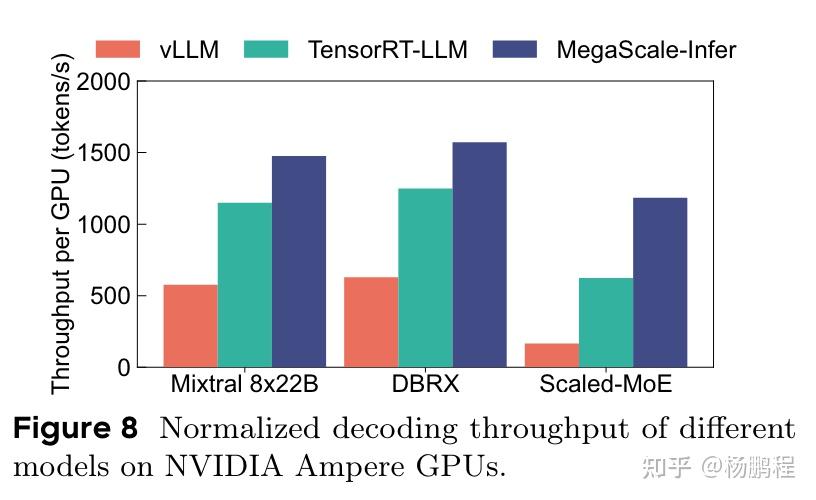 vLLM TensorRT-LLM MegaScale-Infer
Throughput per GPU (tokens/s)
2000
1500
1000
500
0
Mixtral 8x22B DBRX Scaled-MoE
Figure 8 Normalized decoding throughput of different
models on NVIDIA Ampere GPUs.
知乎 @杨鹏程